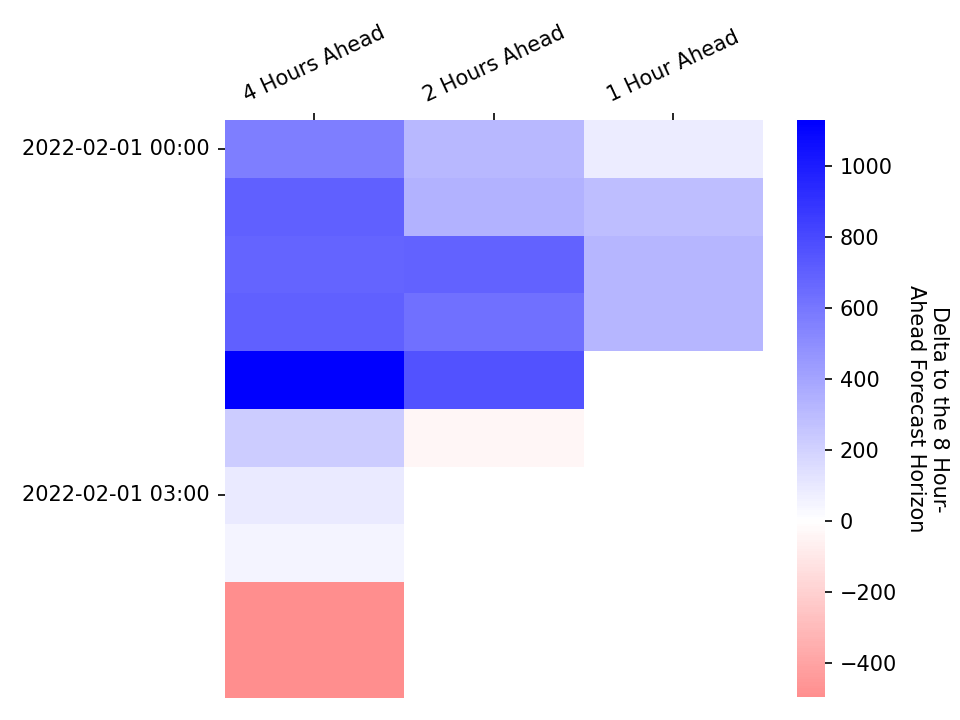 4 Hours Ahead
2 Hours Ahead
1 Hour Ahead
2022-02-01 00:00
2022-02-01 03:00
1000
800
600
400
200
0
−200
−400
Delta to the 8 Hour-
Ahead Forecast Horizon